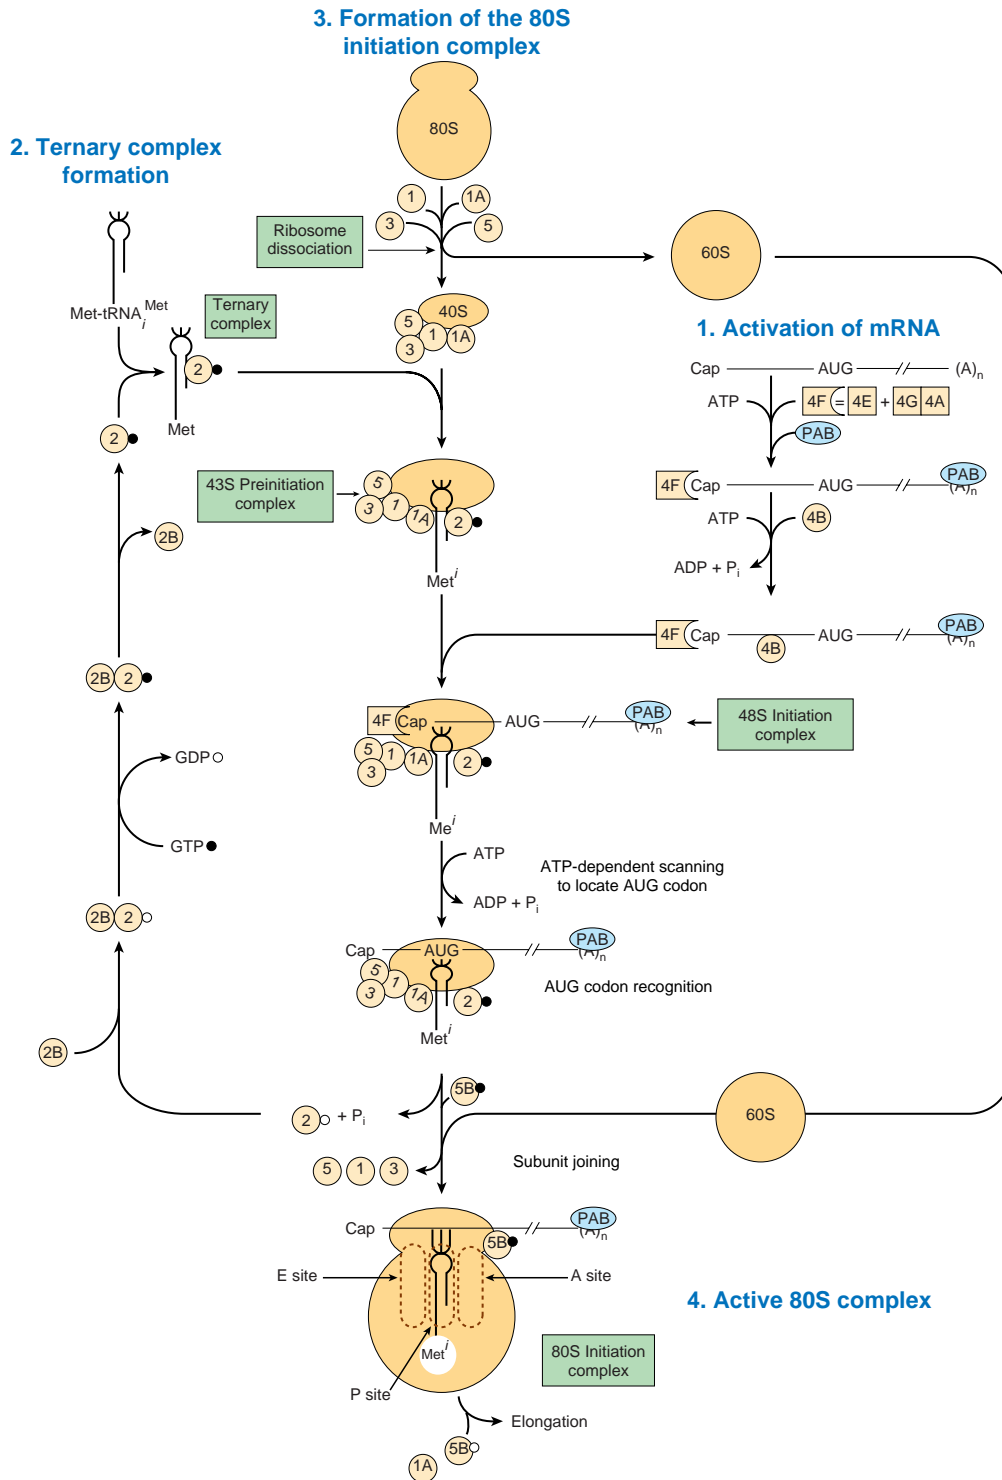 3. Formation of the 80S
initiation complex
80S
2. Ternary complex
formation
1
1A
3
5
Ribosome
dissociation
60S
Met-tRNA i Met
Ternary
complex
40S
5
1
1A
3
1. Activation of mRNA
Cap AUG (A)n
ATP 4F = 4E + 4G 4A
PAB
2
Met
2
43S Preinitiation
complex
5
3
1
1A
2
Met i
PAB
4F Cap AUG (A)n
ATP 4B
ADP + Pi
2B
PAB
4F Cap AUG (A)n
4B
2B 2
4F Cap AUG PAB (A)n
48S Initiation
complex
5
1
1A
3
2
Me i
GDP
GTP
ATP
ADP + Pi
ATP-dependent scanning
to locate AUG codon
2B 2
Cap AUG PAB (A)n
5
1
3
1A
2
AUG codon recognition
Met i
2B
5B
2 + Pi
60S
5 1 3
Subunit joining
Cap PAB (A)n
5B
E site
A site
4. Active 80S complex
Met i
80S Initiation
complex
P site
Elongation
5B
1A